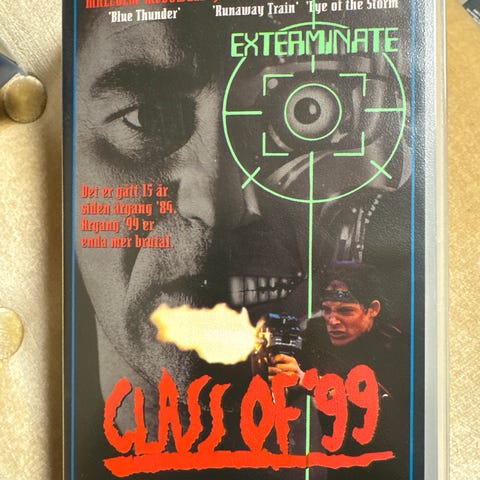 'Blue Thunder' 'Runaway Train' 'Eye of the Storm'
EXTERMINATE
Det er gått 15 år
siden årgang '84.
Årgang '99 er
enda mer brutal.
CLASS OF '99